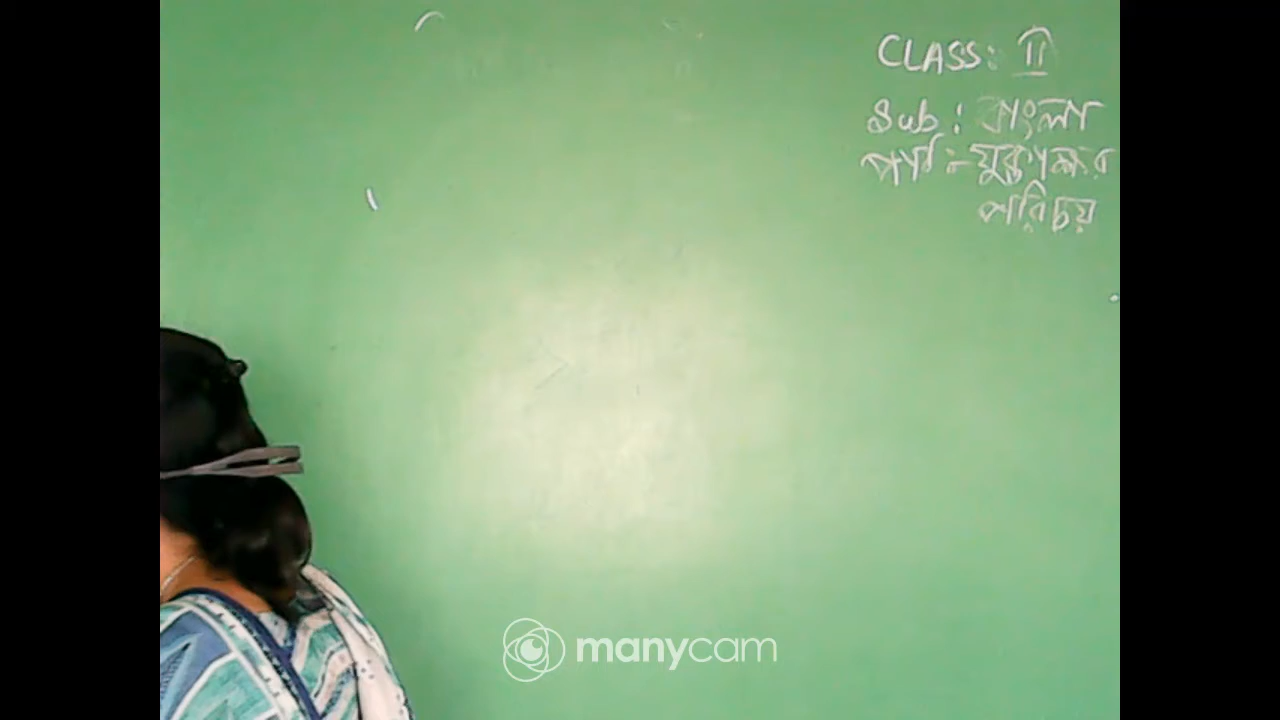 CLASS: II
Sub: বাংলা
পাঠ :- যুক্তাক্ষর
পরিচয়
manycam